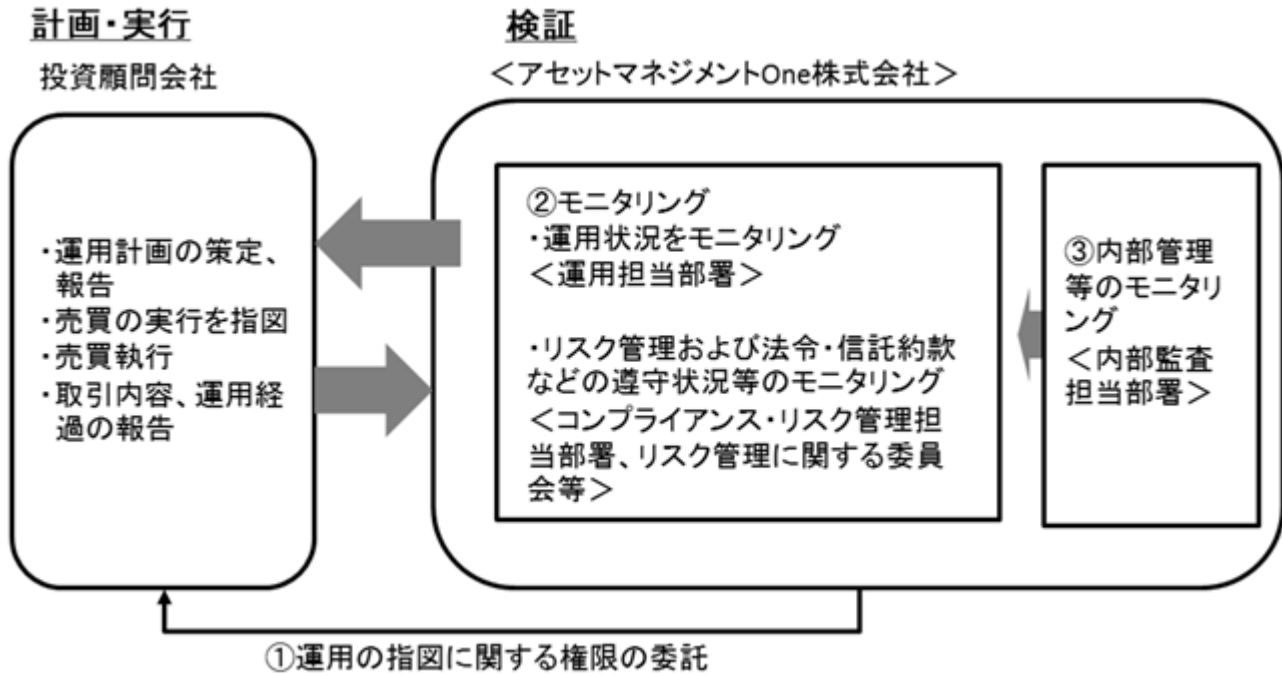 計画・実行
投資顧問会社
・運用計画の策定、
報告
・売買の実行を指図
・売買執行
・取引内容、運用経
過の報告
検証
＜アセットマネジメントOne株式会社＞
②モニタリング
・運用状況をモニタリング
＜運用担当部署＞
・リスク管理および法令・信託約款
などの遵守状況等のモニタリング
＜コンプライアンス・リスク管理担
当部署、リスク管理に関する委員
会等＞
③内部管理
等のモニタリ
ング
＜内部監査
担当部署＞
①運用の指図に関する権限の委託